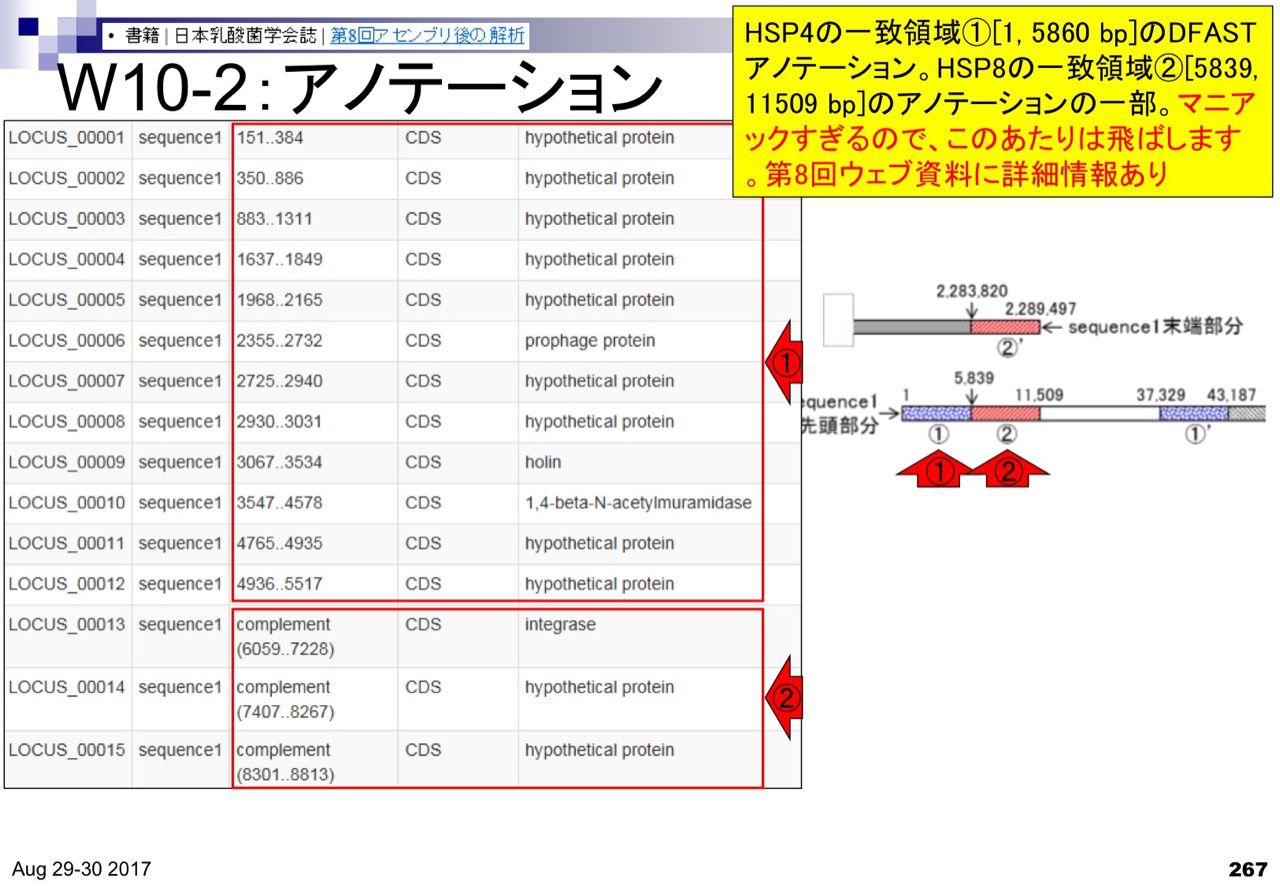 • 書籍 | 日本乳酸菌学会誌 | 第8回アセンブリ後の解析
W10-2：アノテーション
HSP4の一致領域①[1, 5860 bp]のDFAST
アノテーション。HSP8の一致領域②[5839,
11509 bp]のアノテーションの一部。マニア
ックすぎるので、このあたりは飛ばします
。第8回ウェブ資料に詳細情報あり
LOCUS_00001 sequence1 151..384 CDS hypothetical protein
LOCUS_00002 sequence1 350..886 CDS hypothetical protein
LOCUS_00003 sequence1 883..1311 CDS hypothetical protein
LOCUS_00004 sequence1 1637..1849 CDS hypothetical protein
LOCUS_00005 sequence1 1968..2165 CDS hypothetical protein
LOCUS_00006 sequence1 2355..2732 CDS prophage protein
LOCUS_00007 sequence1 2725..2940 CDS hypothetical protein
LOCUS_00008 sequence1 2930..3031 CDS hypothetical protein
LOCUS_00009 sequence1 3067..3534 CDS holin
LOCUS_00010 sequence1 3547..4578 CDS 1,4-beta-N-acetylmuramidase
LOCUS_00011 sequence1 4765..4935 CDS hypothetical protein
LOCUS_00012 sequence1 4936..5517 CDS hypothetical protein
LOCUS_00013 sequence1 complement CDS integrase
(6059..7228)
LOCUS_00014 sequence1 complement CDS hypothetical protein
(7407..8267)
LOCUS_00015 sequence1 complement CDS hypothetical protein
(8301..8813)
①
②
2,283,820
2,289,497
←sequence1末端部分
②'
5,839
1 11,509 37,329 43,187
equence1
先頭部分
① ② ①'
① ②
Aug 29-30 2017
267